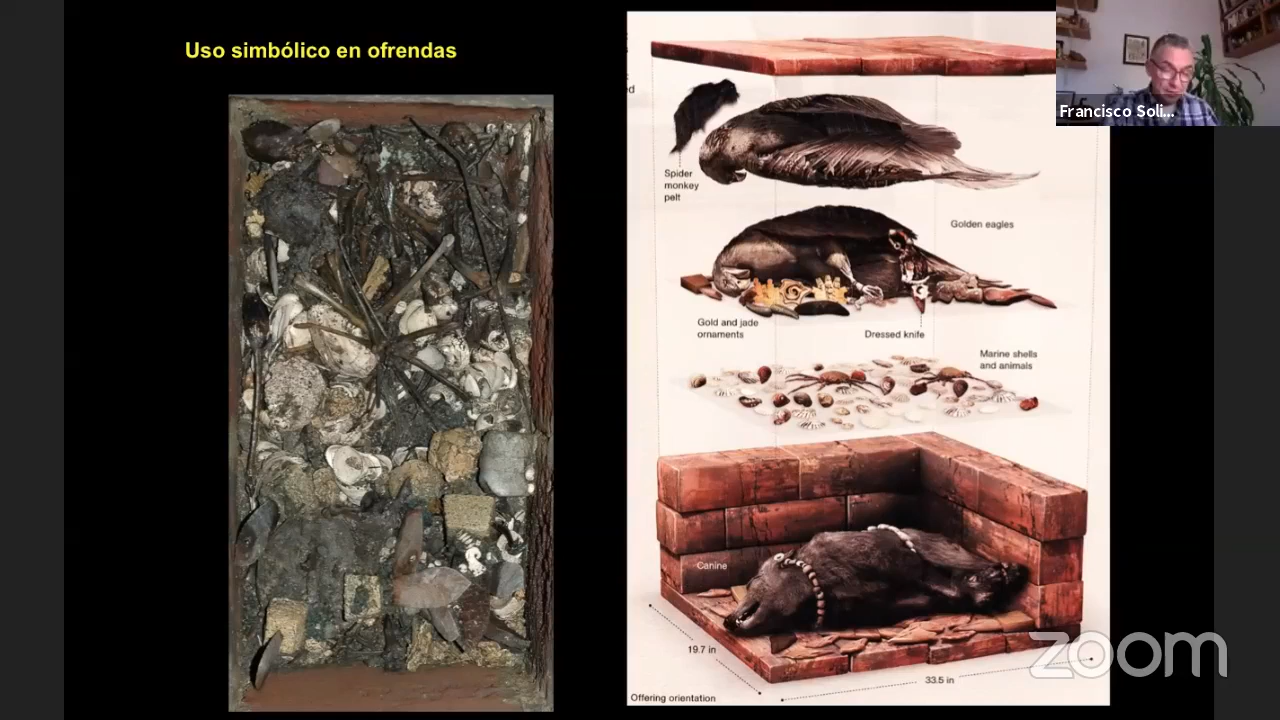 Uso simbólico en ofrendas
d
Francisco Soli...
Spider
monkey
pelt
Golden eagles
Gold and jade
ornaments
Dressed knife
Marine shells
and animals
Canine
19.7 in
33.5 in
Offering orientation
zoom